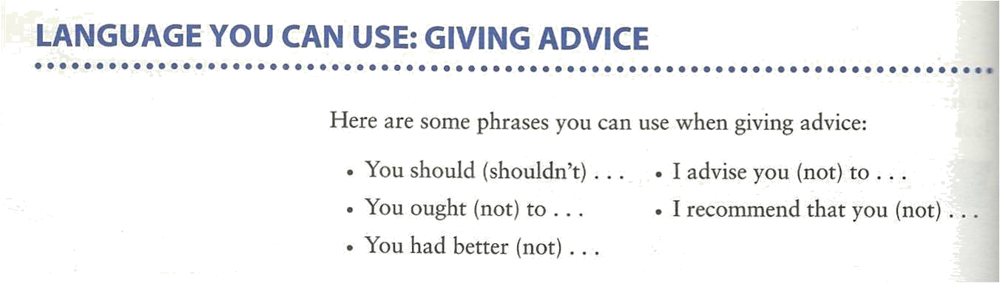 LANGUAGE YOU CAN USE: GIVING ADVICE
Here are some phrases you can use when giving advice:
• You should (shouldn't) . . .
• You ought (not) to . . .
• You had better (not) . . .
• I advise you (not) to . . .
• I recommend that you (not) . . .